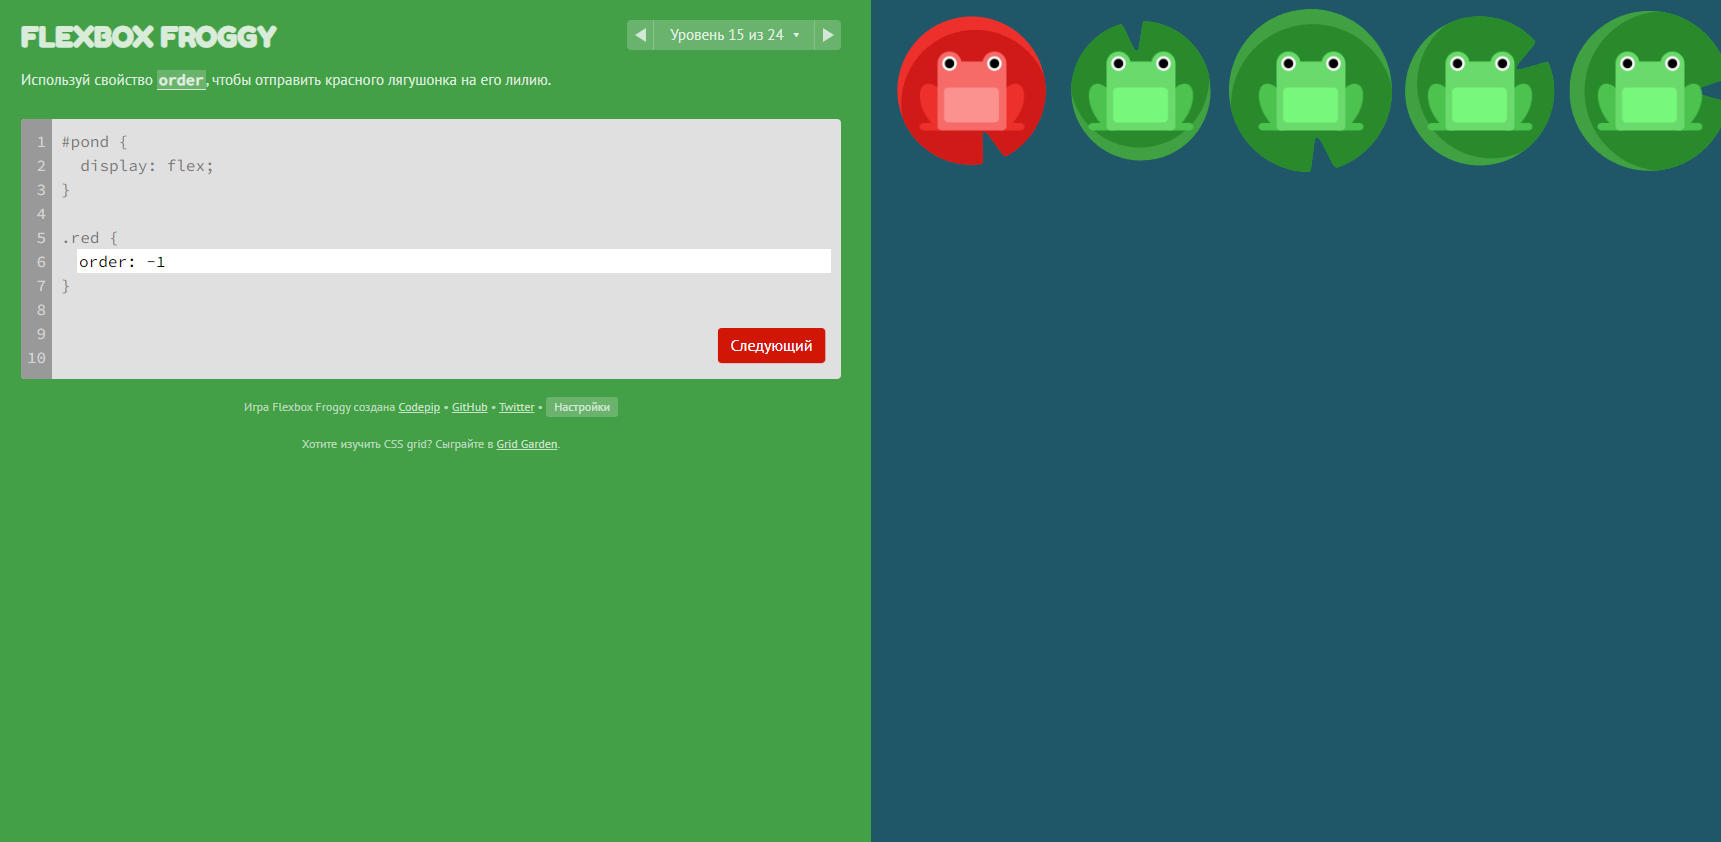 FLEXBOX FROGGY
Уровень 15 из 24
Используй свойство order, чтобы отправить красного лягушонка на его лилию.
1 #pond {
2 display: flex;
3 }
4
5 .red {
6 order: -1
7 }
8
9
10
Следующий
Игра Flexbox Froggy создана Codepip • GitHub • Twitter • Настройки
Хотите изучить CSS grid? Сыграйте в Grid Garden.